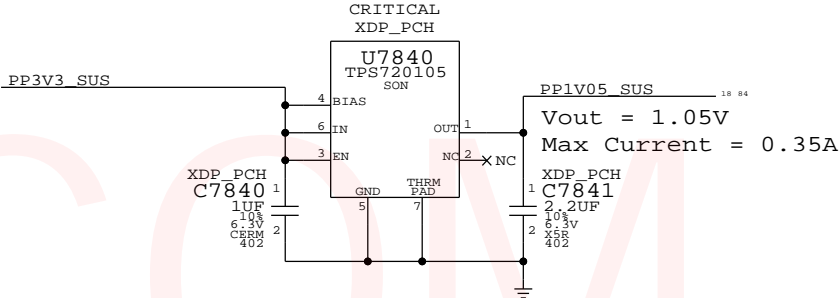 CRITICAL
XDP_PCH
U7840
TPS720105
SON
PP3V3_SUS
PP1V05_SUS
18 84
4 BIAS
Vout = 1.05V
6 IN
OUT 1
Max Current = 0.35A
3 EN
NC 2
NC
XDP_PCH
C7840
1
1UF
10%
6.3V
CERM
402
2
GND
5
THRM
PAD
7
XDP_PCH
C7841
1
2.2UF
10%
6.3V
X5R
402
2
COM